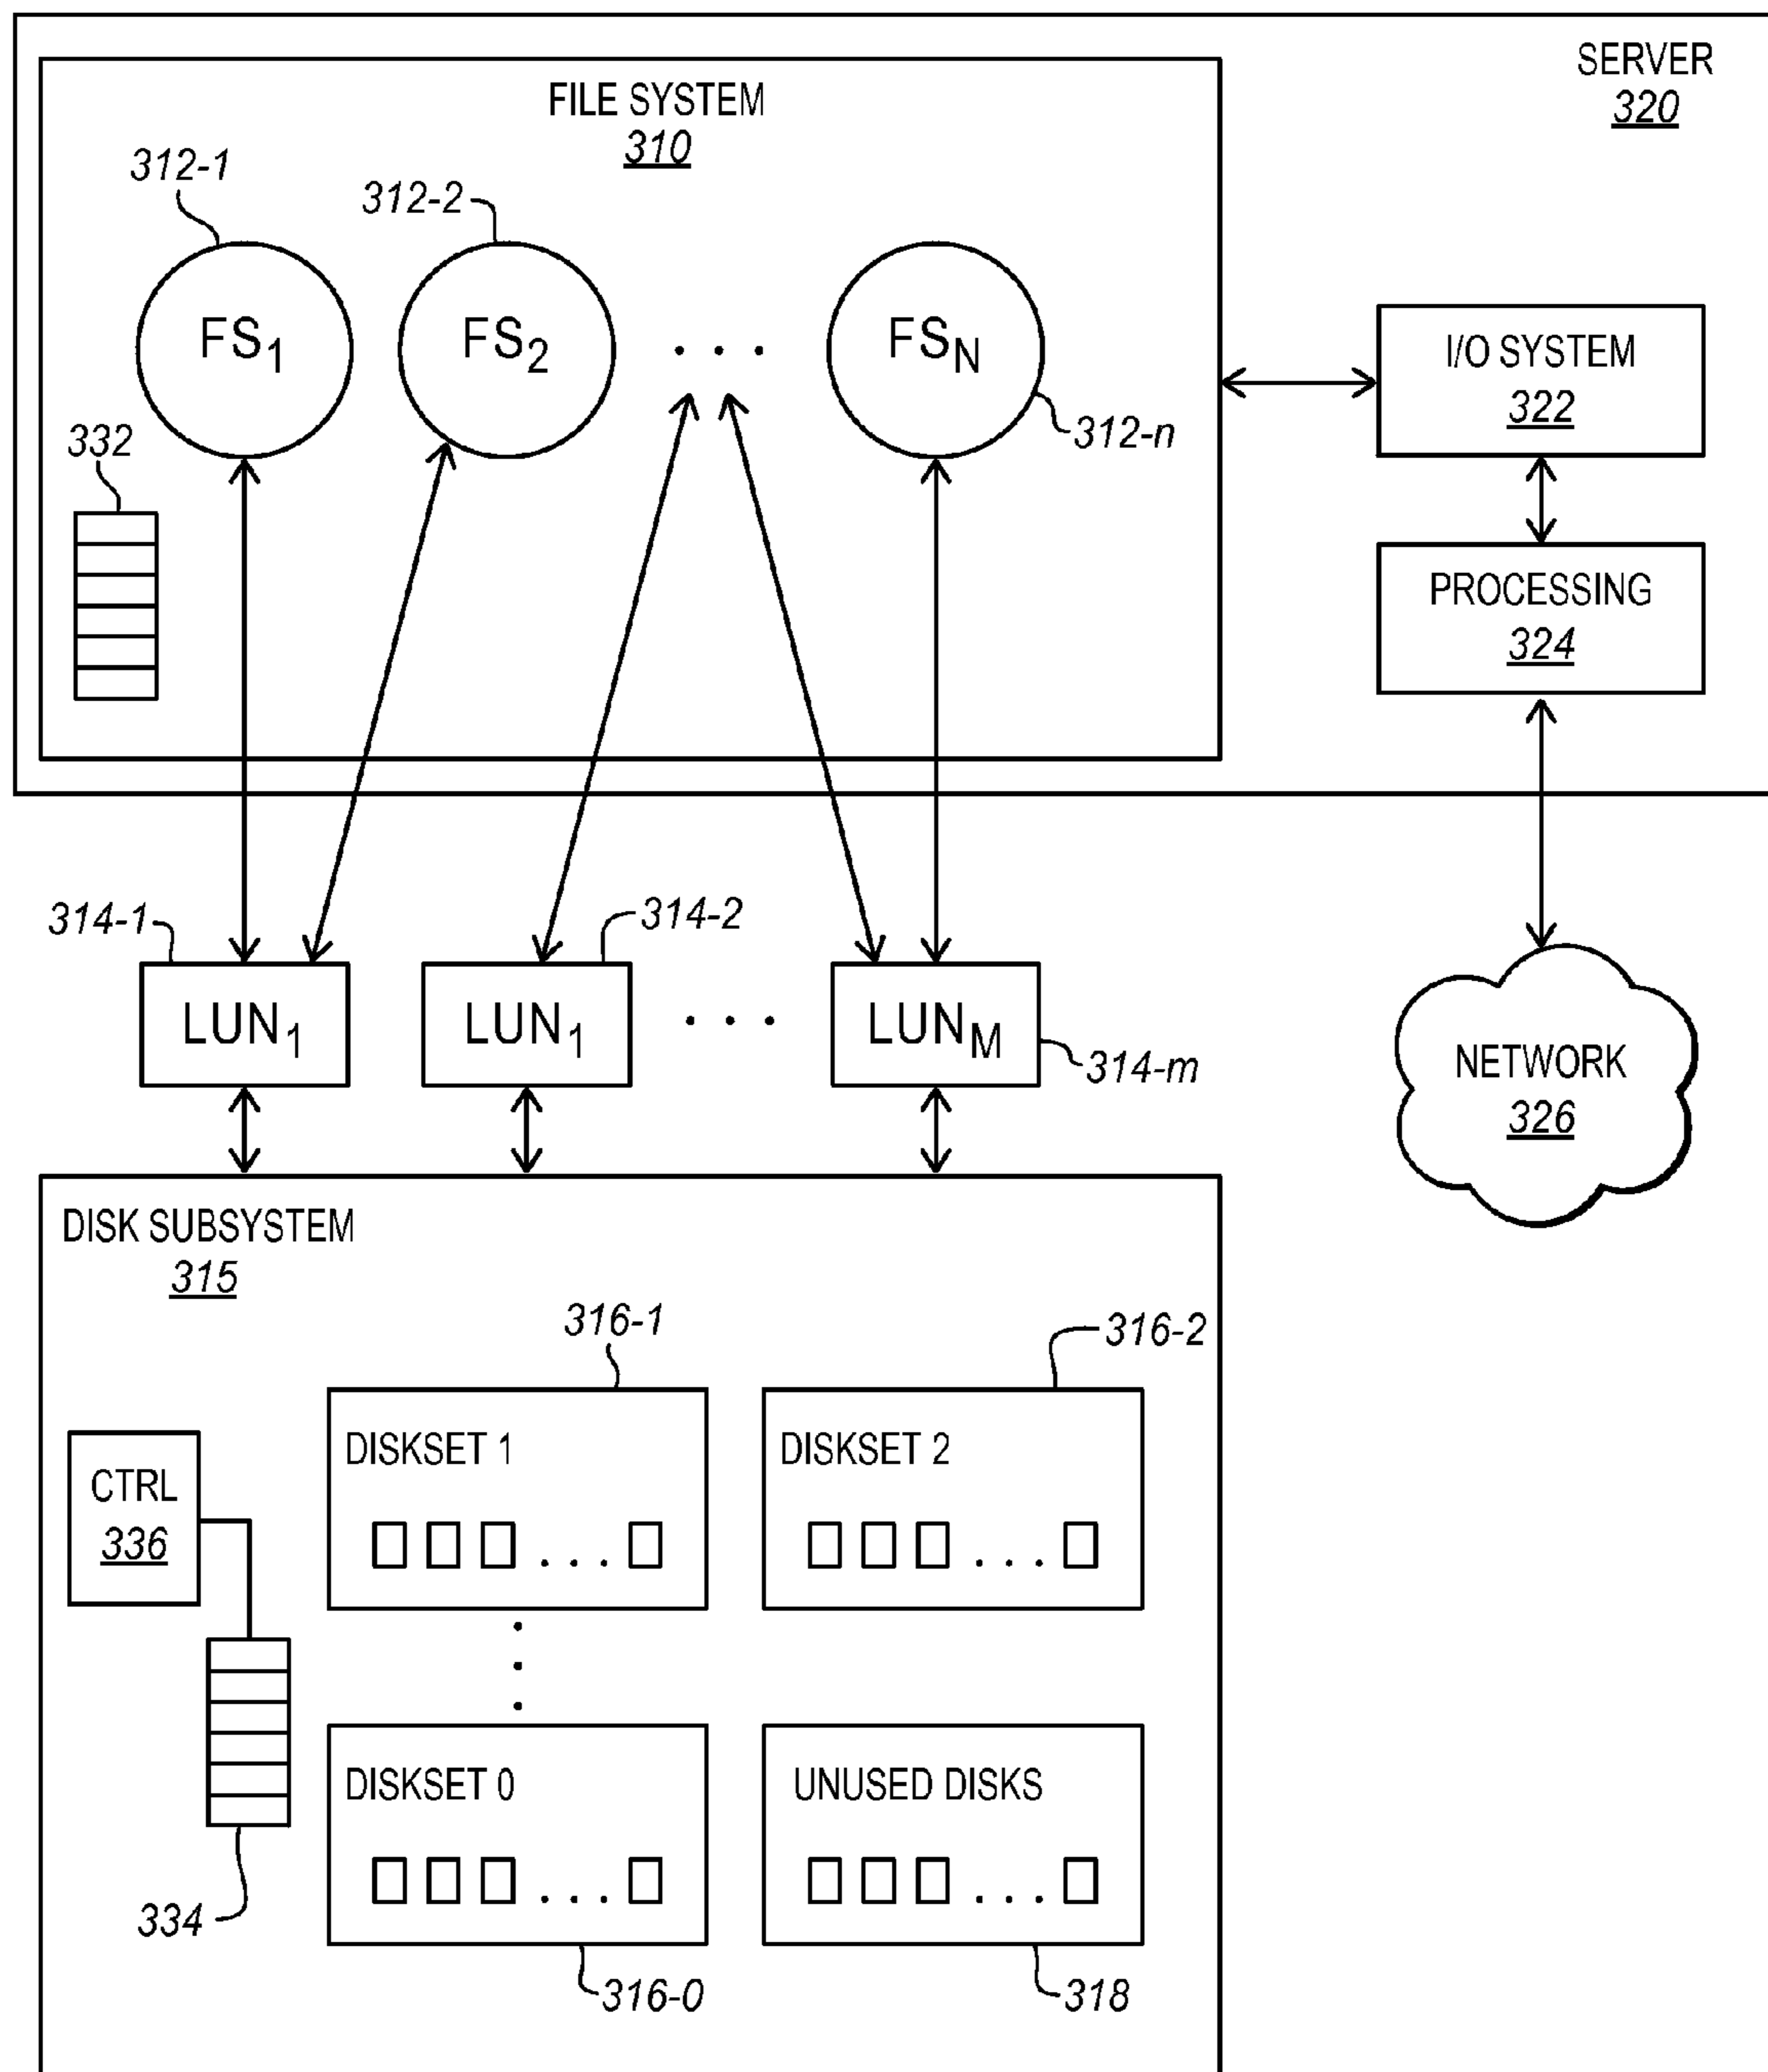 SERVER
320
FILE SYSTEM
310
312-1
312-2
FS1
FS2
. . .
FSN
312-n
332
I/O SYSTEM
322
PROCESSING
324
314-1
314-2
LUN1
LUN1
. . .
LUNM
314-m
NETWORK
326
DISK SUBSYSTEM
315
316-1
316-2
CTRL
336
DISKSET 1
. . .
DISKSET 2
. . .
334
DISKSET 0
. . .
UNUSED DISKS
. . .
316-0
318